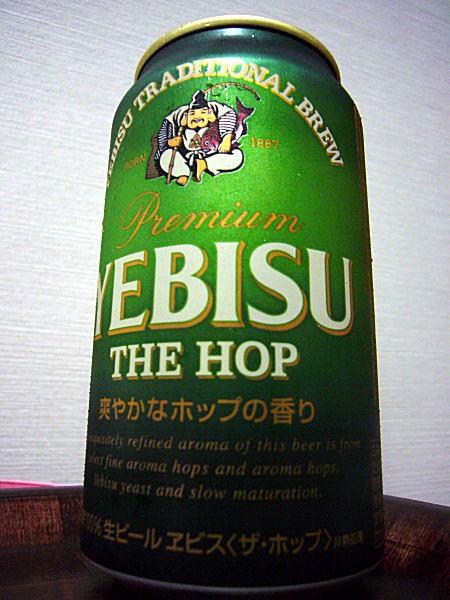 YEBISU TRADITIONAL BREW
BORN 1887
Premium
YEBISU
THE HOP
爽やかなホップの香り
exquisitely refined aroma of this beer is from
select fine aroma hops and aroma hops,
Yebisu yeast and slow maturation.
100% 生ビール ヱビス〈ザ・ホップ〉